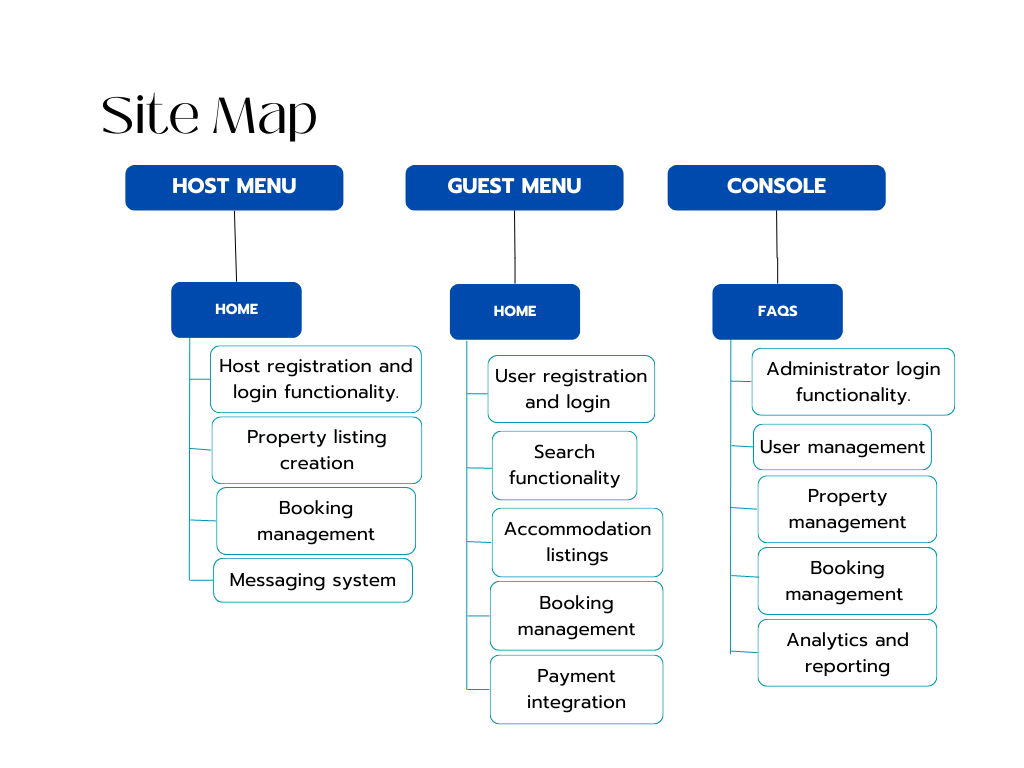 Site Map
HOST MENU
GUEST MENU
CONSOLE
HOME
Host registration and
login functionality.
Property listing
creation
Booking
management
Messaging system
HOME
User registration
and login
Search
functionality
Accommodation
listings
Booking
management
Payment
integration
FAQS
Administrator login
functionality.
User management
Property
management
Booking
management
Analytics and
reporting